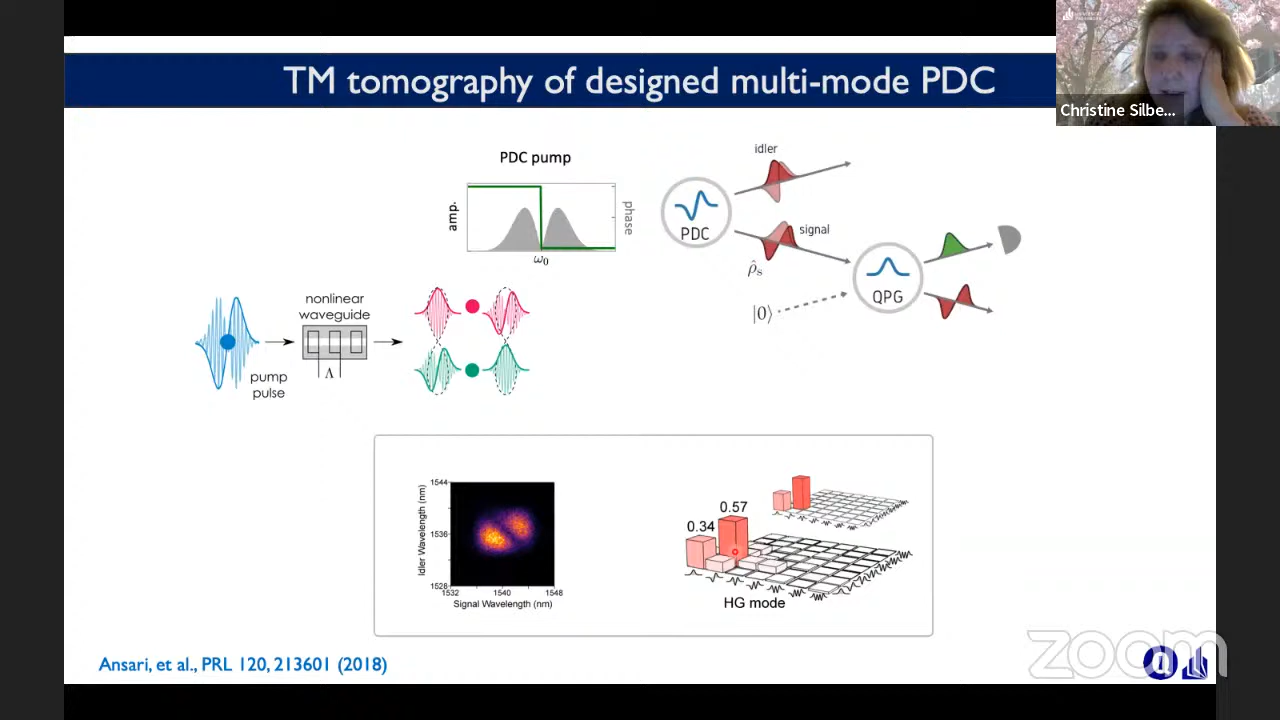 TM tomography of designed multi-mode PDC
Christine Silbe...
PDC pump
amp.
phase
ω₀
idler
PDC
signal
ρ̂s
|0⟩
QPG
pump
pulse
nonlinear
waveguide
Λ
1544
1536
1528
Idler Wavelength (nm)
1532
1540
1548
Signal Wavelength (nm)
0.34
0.57
HG mode
Ansari, et al., PRL 120, 213601 (2018)
zoom